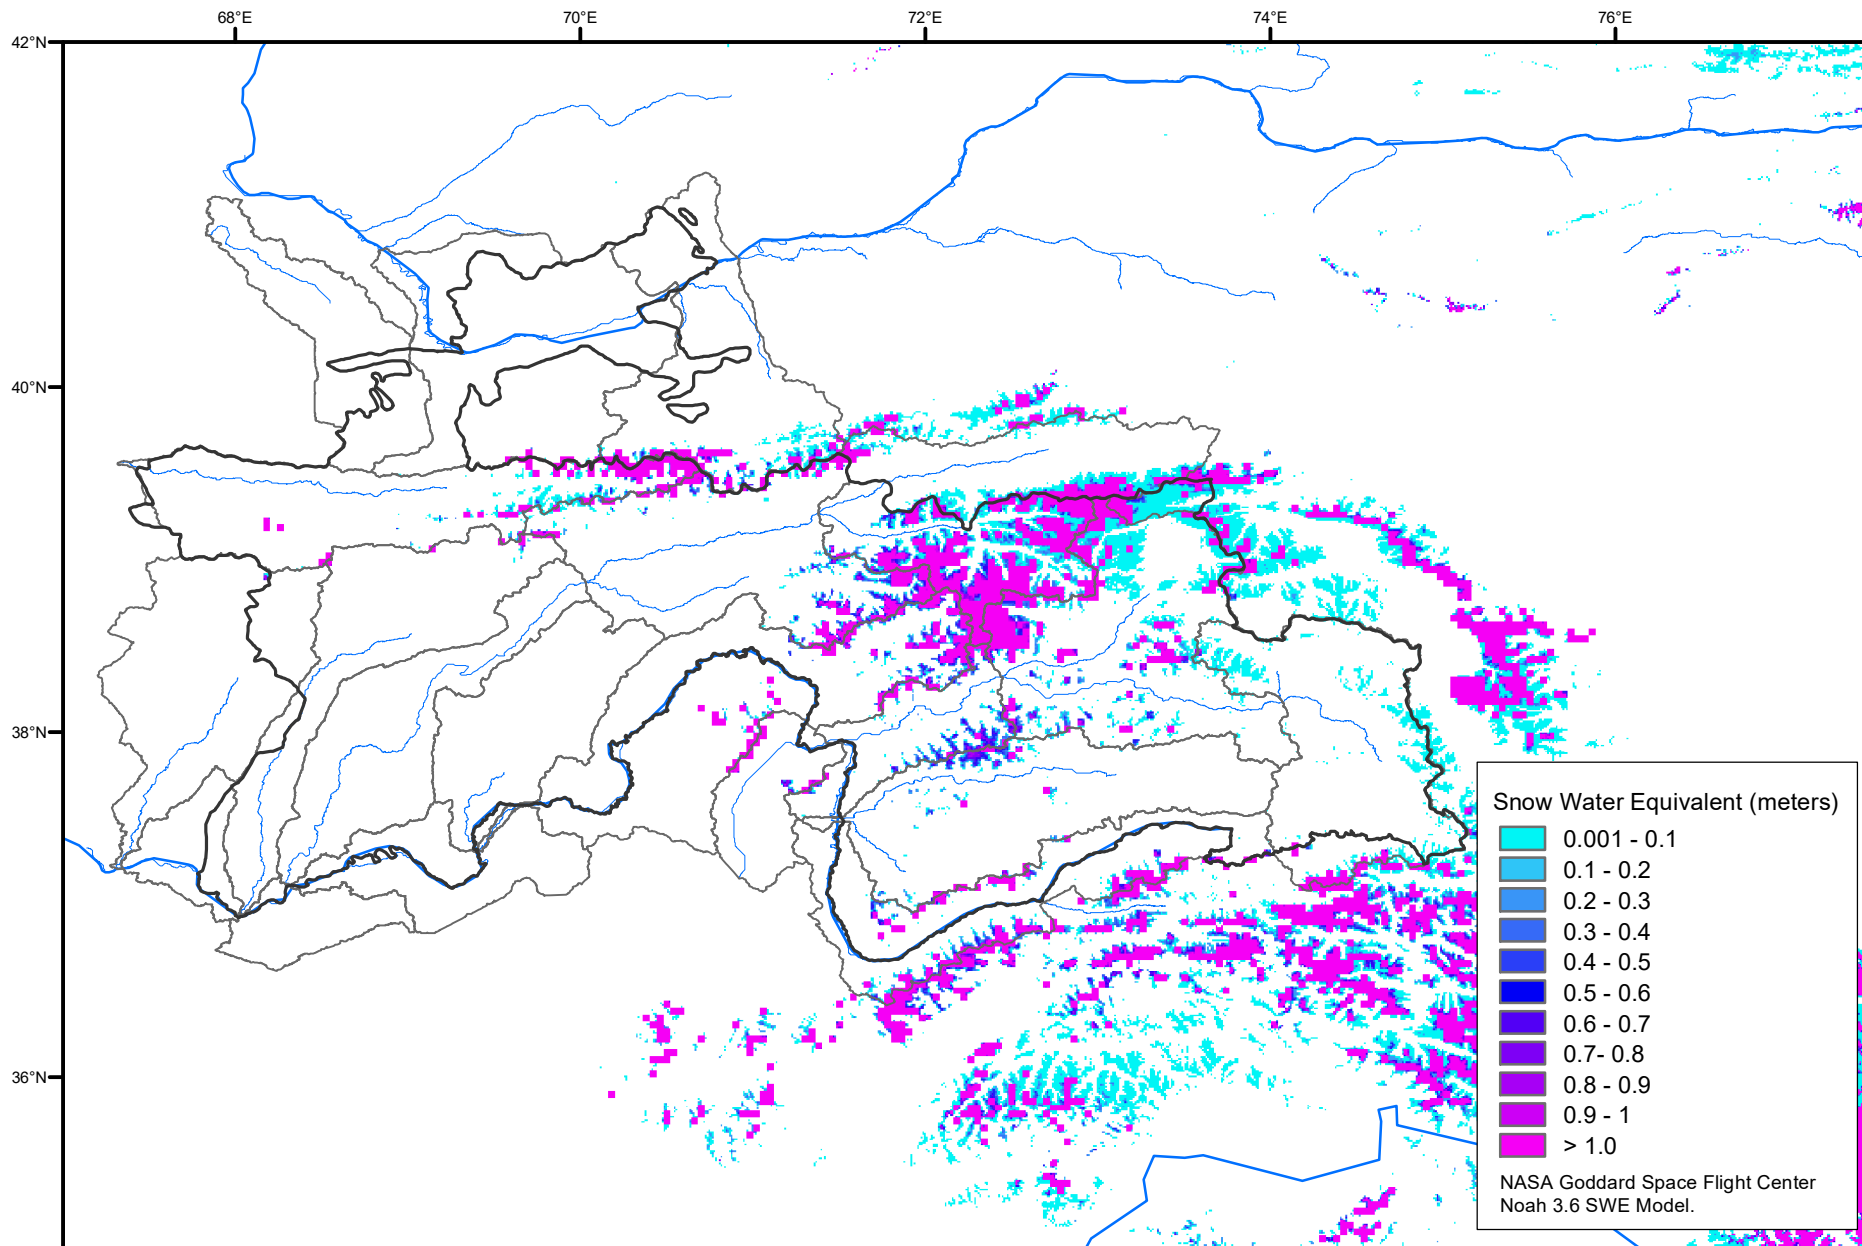 68°E 70°E 72°E 74°E 76°E
42°N
40°N
38°N
36°N
Snow Water Equivalent (meters)
0.001 - 0.1
0.1 - 0.2
0.2 - 0.3
0.3 - 0.4
0.4 - 0.5
0.5 - 0.6
0.6 - 0.7
0.7- 0.8
0.8 - 0.9
0.9 - 1
> 1.0
NASA Goddard Space Flight Center
Noah 3.6 SWE Model.